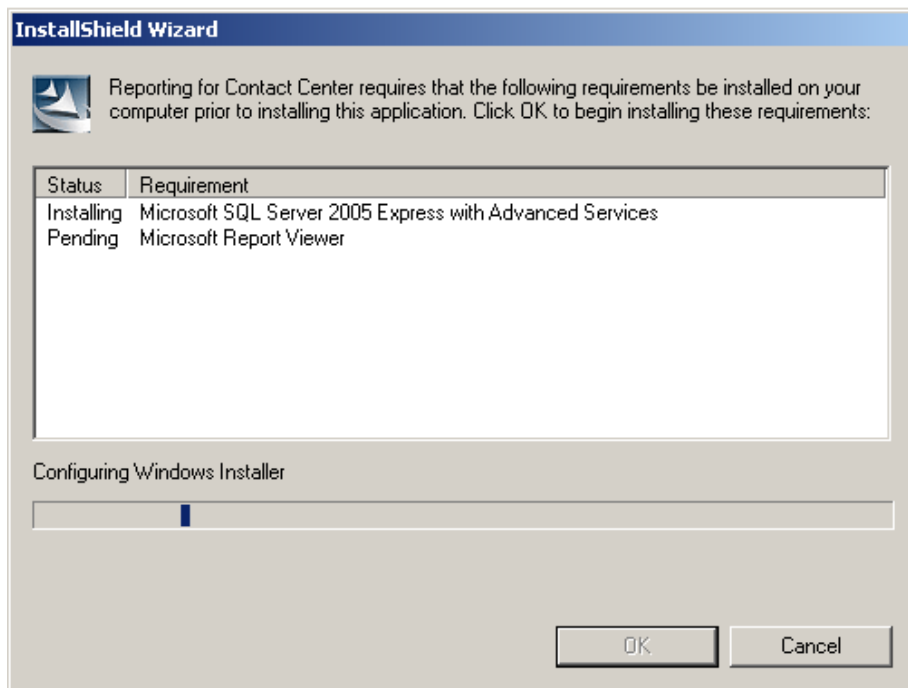 InstallShield Wizard
Reporting for Contact Center requires that the following requirements be installed on your
computer prior to installing this application. Click OK to begin installing these requirements:
Status Requirement
Installing Microsoft SQL Server 2005 Express with Advanced Services
Pending Microsoft Report Viewer
Configuring Windows Installer
OK Cancel